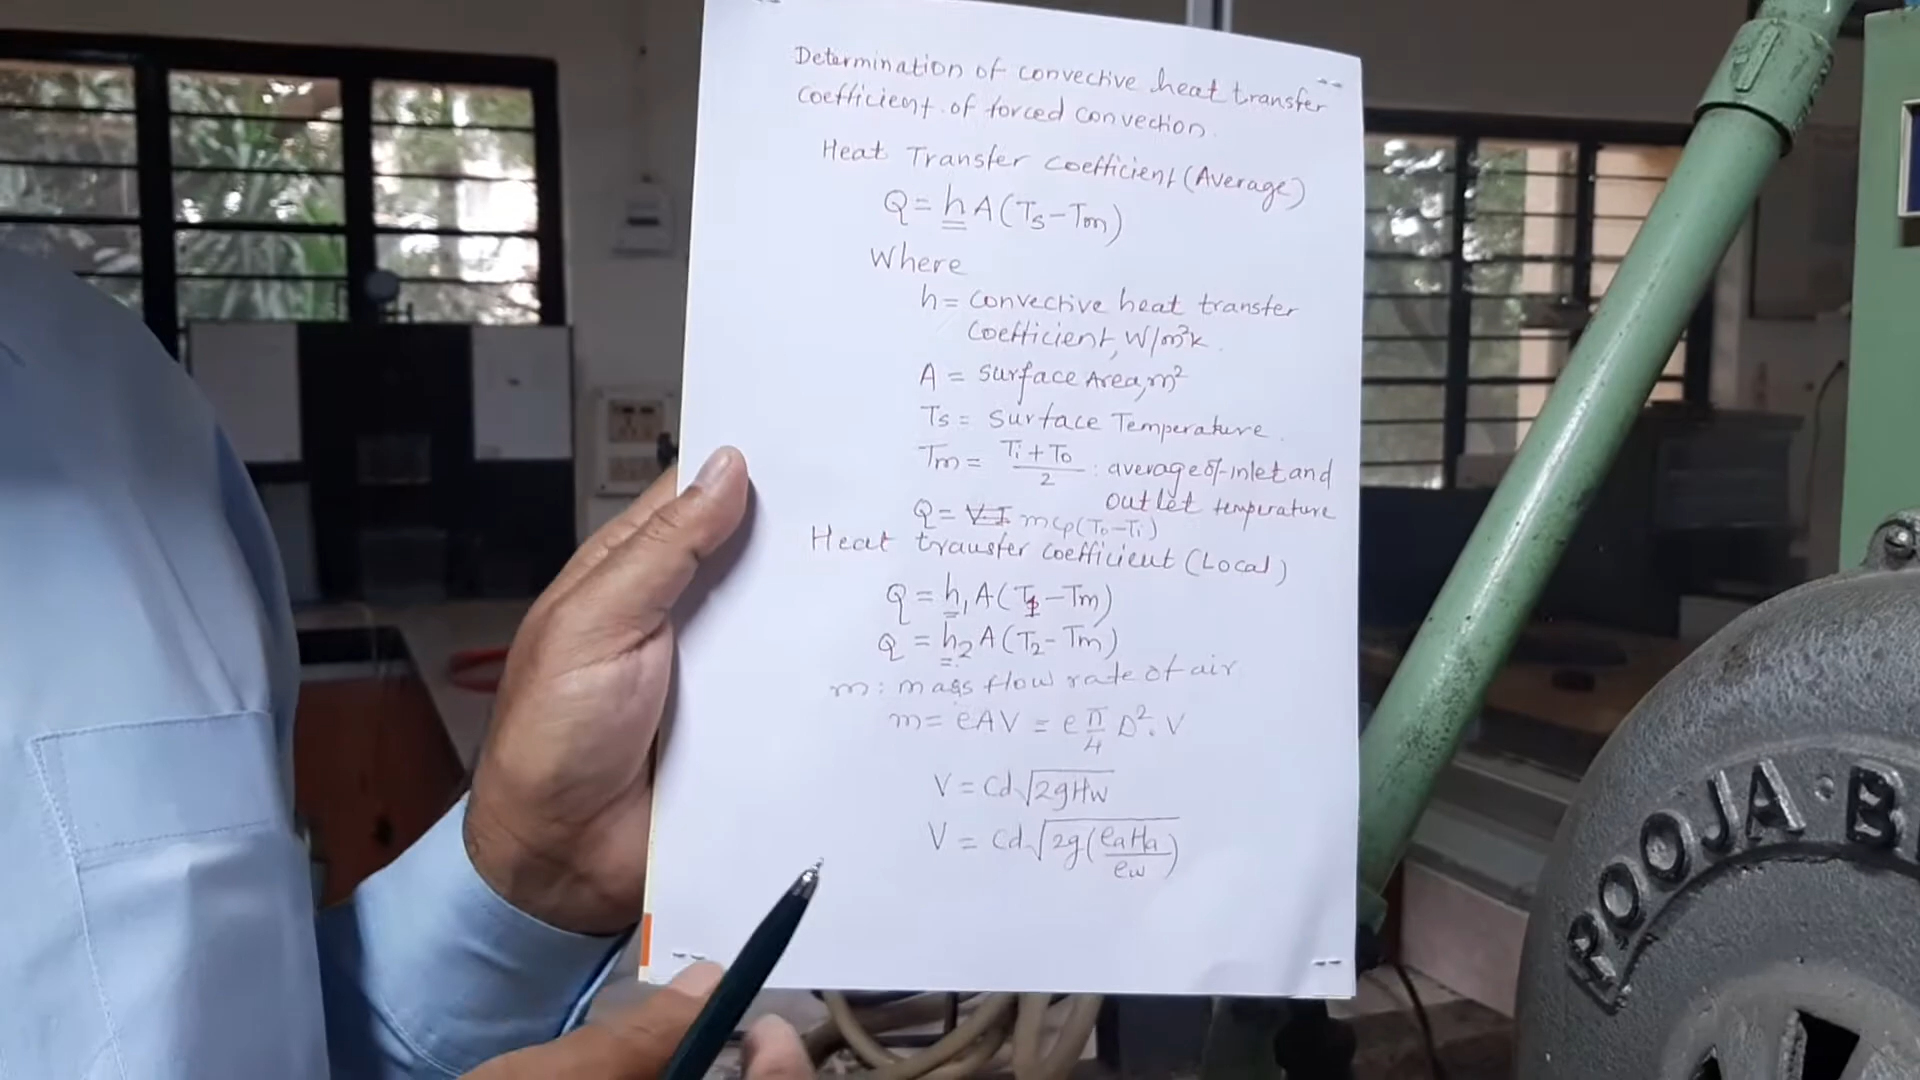 Determination of convective heat transfer
coefficient of forced convection.
Heat Transfer Coefficient (Average)
Q = h A (Ts - Tm)
Where
h = convective heat transfer
coefficient, W/m²K.
A = surface Area, m²
Ts = Surface Temperature.
Tm = (Ti + To)/2 : average of inlet and
outlet temperature
Q = V I mcp (To - Ti)
Heat transfer coefficient (Local)
Q = h₁ A (T₁ - Tm)
Q = h₂ A (T₂ - Tm)
m : mass flow rate of air
m = ρAV = ρ π/4 D². V
V = Cd √2gHw
V = Cd √2g(ρaHa/ρw)
POOJA · B